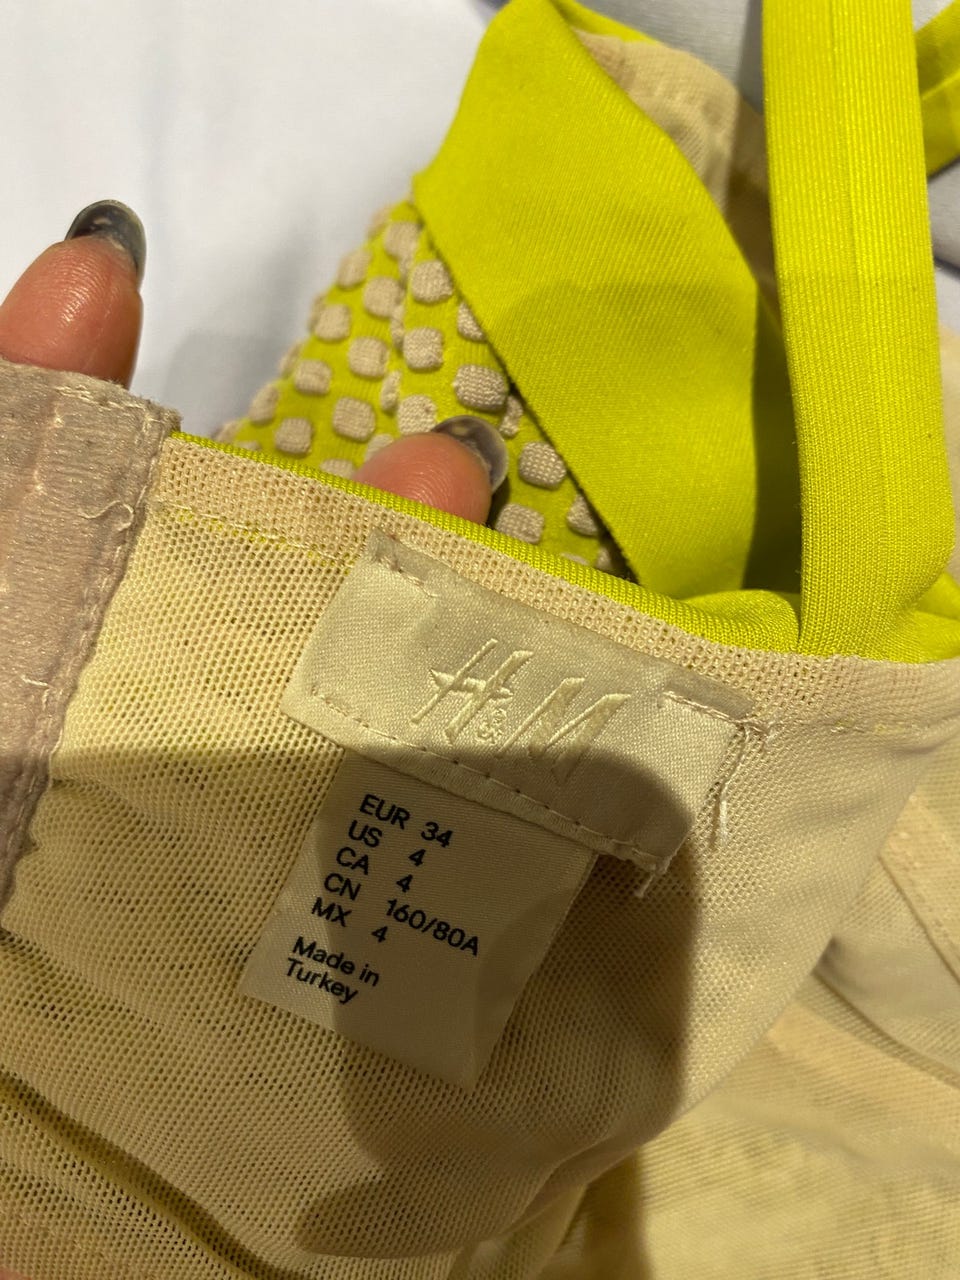 H&M
EUR 34
US 4
CA 4
CN 160/80A
MX 4
Made in
Turkey